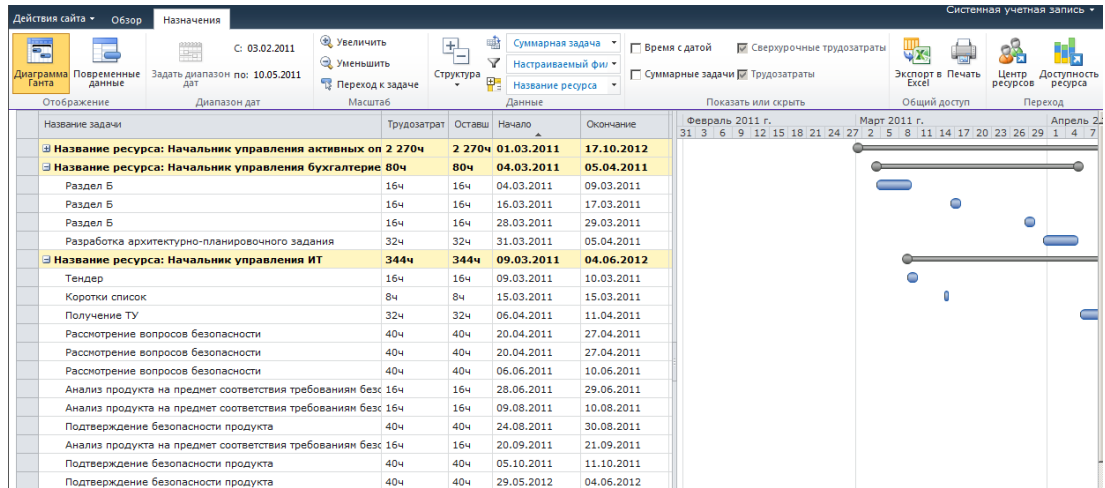 Системная учетная запись
Действия сайта Обзор Назначения
Диаграмма Ганта
Повременные данные
Отображение
Задать диапазон дат
С: 03.02.2011
по: 10.05.2011
Диапазон дат
Увеличить
Уменьшить
Переход к задаче
Масштаб
Структура
Суммарная задача
Настраиваемый фил
Название ресурса
Данные
Время с датой
Сверхурочные трудозатраты
Суммарные задачи
Трудозатраты
Показать или скрыть
Экспорт в Excel
Печать
Общий доступ
Центр ресурсов
Доступность ресурса
Переход
Название задачи Трудозатрат Оставш Начало Окончание
Февраль 2011 г. Март 2011 г. Апрель 2
31 3 6 9 12 15 18 21 24 27 2 5 8 11 14 17 20 23 26 29 1 4 7
Название ресурса: Начальник управления активных оп 2 270ч 2 270ч 01.03.2011 17.10.2012
Название ресурса: Начальник управления бухгалтерие 80ч 80ч 04.03.2011 05.04.2011
Раздел Б 16ч 16ч 04.03.2011 09.03.2011
Раздел Б 16ч 16ч 16.03.2011 17.03.2011
Раздел Б 16ч 16ч 28.03.2011 29.03.2011
Разработка архитектурно-планировочного задания 32ч 32ч 31.03.2011 05.04.2011
Название ресурса: Начальник управления ИТ 344ч 344ч 09.03.2011 04.06.2012
Тендер 16ч 16ч 09.03.2011 10.03.2011
Коротки список 8ч 8ч 15.03.2011 15.03.2011
Получение ТУ 32ч 32ч 06.04.2011 11.04.2011
Рассмотрение вопросов безопасности 40ч 40ч 20.04.2011 27.04.2011
Рассмотрение вопросов безопасности 40ч 40ч 20.04.2011 27.04.2011
Рассмотрение вопросов безопасности 40ч 40ч 06.06.2011 10.06.2011
Анализ продукта на предмет соответствия требованиям безо 16ч 16ч 28.06.2011 29.06.2011
Анализ продукта на предмет соответствия требованиям безо 16ч 16ч 09.08.2011 10.08.2011
Подтверждение безопасности продукта 40ч 40ч 24.08.2011 30.08.2011
Анализ продукта на предмет соответствия требованиям безо 16ч 16ч 20.09.2011 21.09.2011
Подтверждение безопасности продукта 40ч 40ч 05.10.2011 11.10.2011
Подтверждение безопасности продукта 40ч 40ч 29.05.2012 04.06.2012